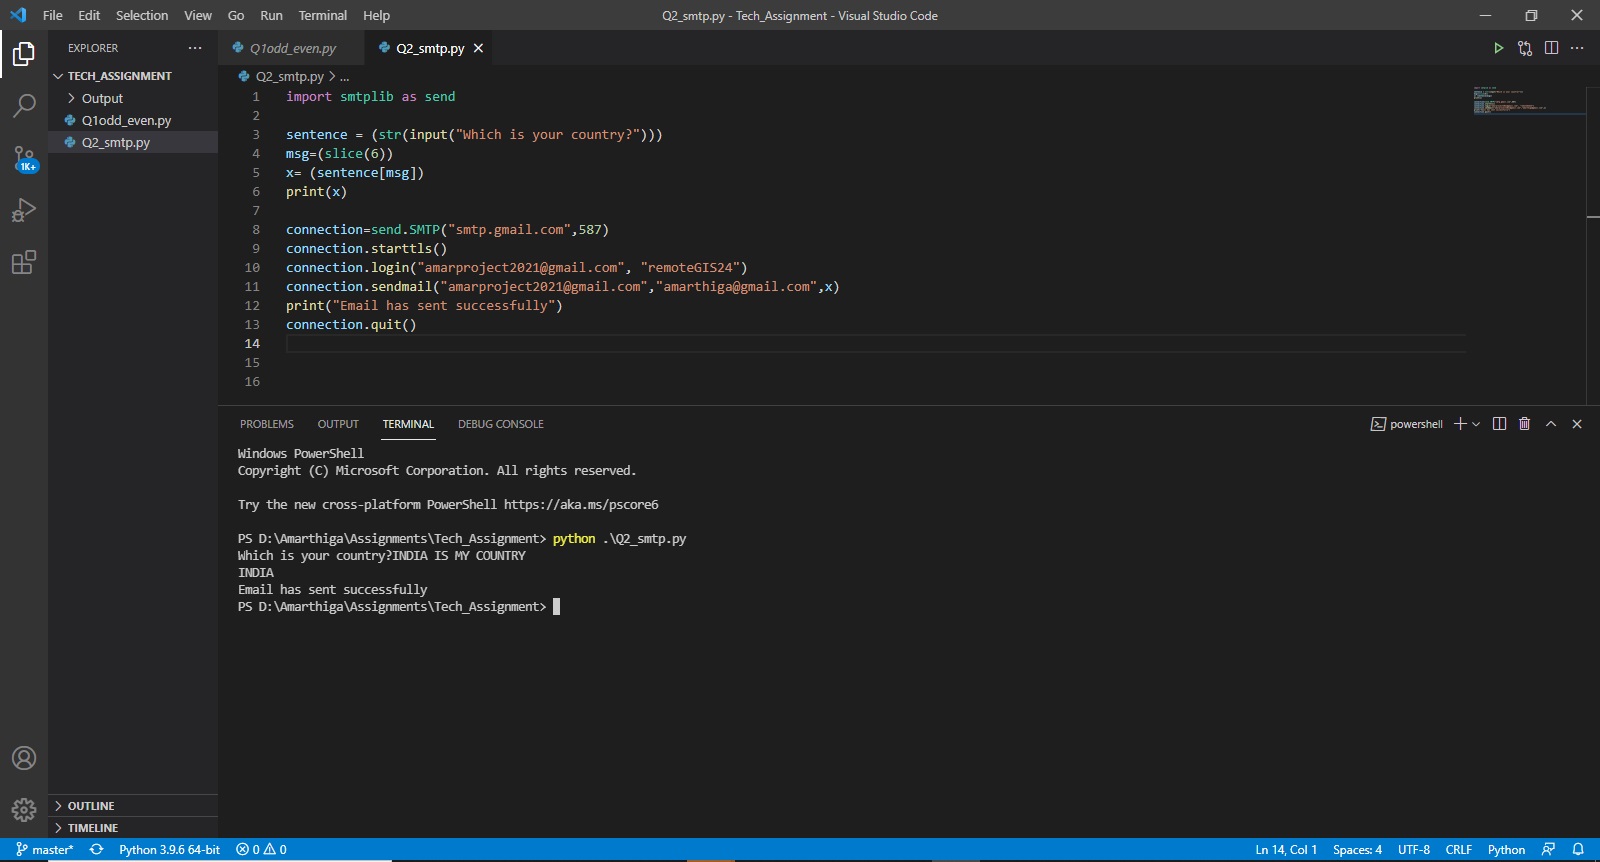 File Edit Selection View Go Run Terminal Help
Q2_smtp.py - Tech_Assignment - Visual Studio Code
EXPLORER
TECH_ASSIGNMENT
Output
Q1odd_even.py
Q2_smtp.py
1K+
OUTLINE
TIMELINE
Q1odd_even.py Q2_smtp.py
Q2_smtp.py > ...
1 import smtplib as send
2
3 sentence = (str(input("Which is your country?")))
4 msg=(slice(6))
5 x= (sentence[msg])
6 print(x)
7
8 connection=send.SMTP("smtp.gmail.com",587)
9 connection.starttls()
10 connection.login("amarproject2021@gmail.com", "remoteGIS24")
11 connection.sendmail("amarproject2021@gmail.com","amarthiga@gmail.com",x)
12 print("Email has sent successfully")
13 connection.quit()
14
15
16
PROBLEMS OUTPUT TERMINAL DEBUG CONSOLE
powershell
Windows PowerShell
Copyright (C) Microsoft Corporation. All rights reserved.
Try the new cross-platform PowerShell https://aka.ms/pscore6
PS D:\Amarthiga\Assignments\Tech_Assignment> python .\Q2_smtp.py
Which is your country?INDIA IS MY COUNTRY
INDIA
Email has sent successfully
PS D:\Amarthiga\Assignments\Tech_Assignment>
master* Python 3.9.6 64-bit 0 0 Ln 14, Col 1 Spaces: 4 UTF-8 CRLF Python